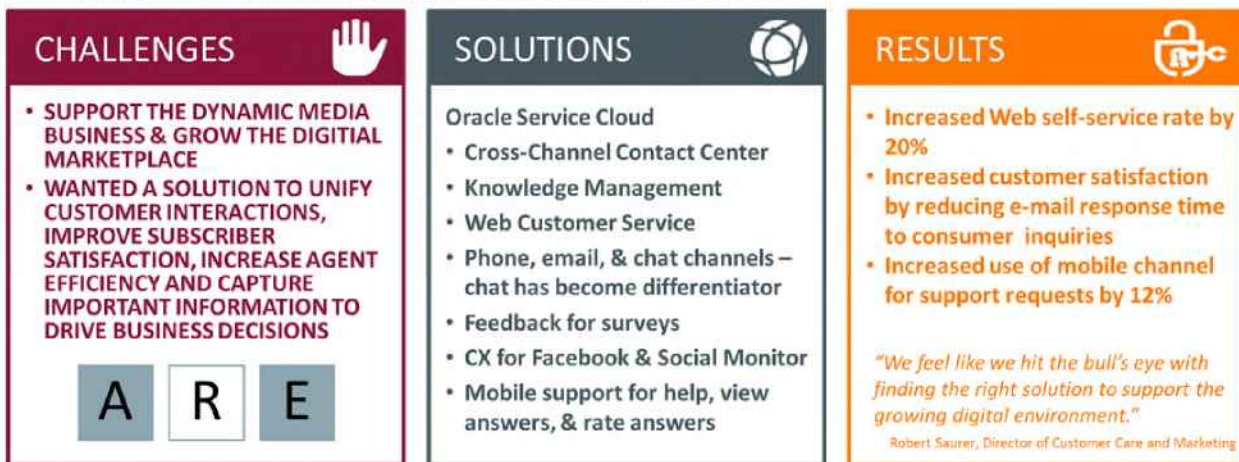 CHALLENGES
• SUPPORT THE DYNAMIC MEDIA
BUSINESS & GROW THE DIGITIAL
MARKETPLACE
• WANTED A SOLUTION TO UNIFY
CUSTOMER INTERACTIONS,
IMPROVE SUBSCRIBER
SATISFACTION, INCREASE AGENT
EFFICIENCY AND CAPTURE
IMPORTANT INFORMATION TO
DRIVE BUSINESS DECISIONS
A R E
SOLUTIONS
Oracle Service Cloud
• Cross-Channel Contact Center
• Knowledge Management
• Web Customer Service
• Phone, email, & chat channels –
chat has become differentiator
• Feedback for surveys
• CX for Facebook & Social Monitor
• Mobile support for help, view
answers, & rate answers
RESULTS
• Increased Web self-service rate by
20%
• Increased customer satisfaction
by reducing e-mail response time
to consumer inquiries
• Increased use of mobile channel
for support requests by 12%
“We feel like we hit the bull’s eye with
finding the right solution to support the
growing digital environment.”
Robert Saurer, Director of Customer Care and Marketing